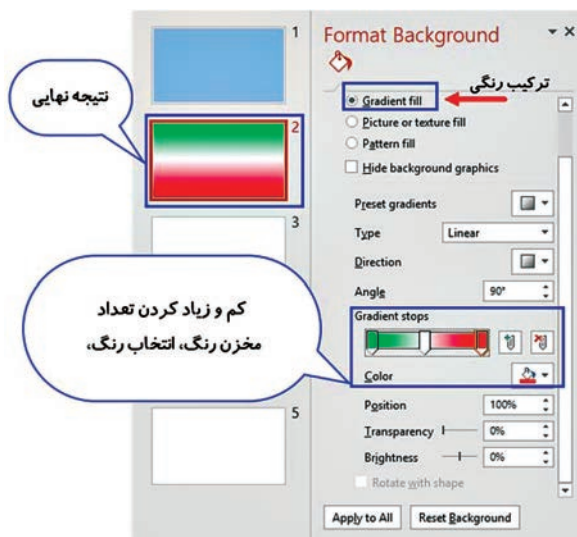 1
2
3
5
نتیجه نهایی
کم و زیاد کردن تعداد
مخزن رنگ، انتخاب رنگ،
Format Background
ترکیب رنگی
Gradient fill
Picture or texture fill
Pattern fill
Hide background graphics
Preset gradients
Type Linear
Direction
Angle 90°
Gradient stops
Color
Position 100%
Transparency 0%
Brightness 0%
Rotate with shape
Apply to All Reset Background